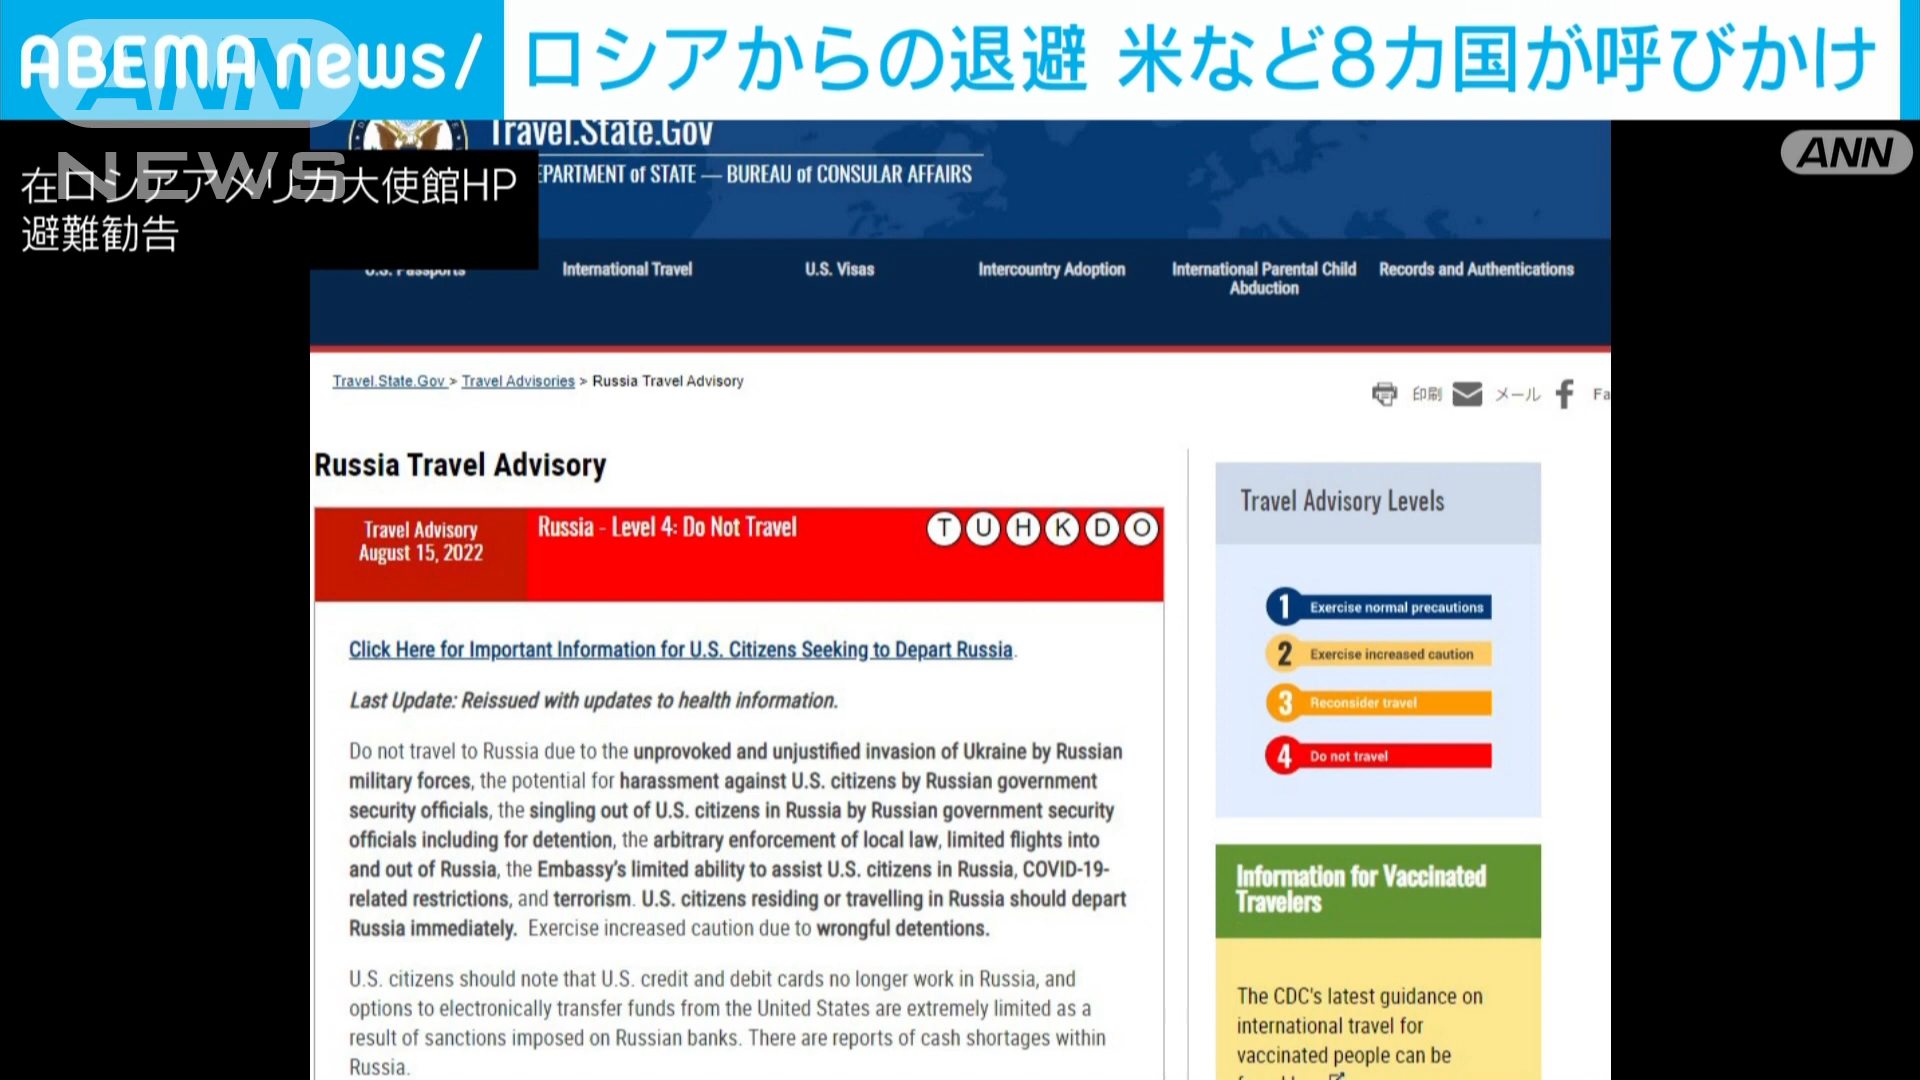 ABEMA news/
ロシアからの退避 米など8カ国が呼びかけ
ANN
NEWS
ANN
在ロシアアメリカ大使館HP
避難勧告
Travel.State.Gov
DEPARTMENT of STATE — BUREAU of CONSULAR AFFAIRS
U.S. Passports
International Travel
U.S. Visas
Intercountry Adoption
International Parental Child
Abduction
Records and Authentications
Travel.State.Gov > Travel Advisories > Russia Travel Advisory
印刷 メール Fa
Russia Travel Advisory
Travel Advisory
August 15, 2022
Russia - Level 4: Do Not Travel
T U H K D O
Click Here for Important Information for U.S. Citizens Seeking to Depart Russia.
Last Update: Reissued with updates to health information.
Do not travel to Russia due to the unprovoked and unjustified invasion of Ukraine by Russian
military forces, the potential for harassment against U.S. citizens by Russian government
security officials, the singling out of U.S. citizens in Russia by Russian government security
officials including for detention, the arbitrary enforcement of local law, limited flights into
and out of Russia, the Embassy's limited ability to assist U.S. citizens in Russia, COVID-19-
related restrictions, and terrorism. U.S. citizens residing or travelling in Russia should depart
Russia immediately. Exercise increased caution due to wrongful detentions.
U.S. citizens should note that U.S. credit and debit cards no longer work in Russia, and
options to electronically transfer funds from the United States are extremely limited as a
result of sanctions imposed on Russian banks. There are reports of cash shortages within
Russia.
Travel Advisory Levels
1 Exercise normal precautions
2 Exercise increased caution
3 Reconsider travel
4 Do not travel
Information for Vaccinated
Travelers
The CDC's latest guidance on
international travel for
vaccinated people can be